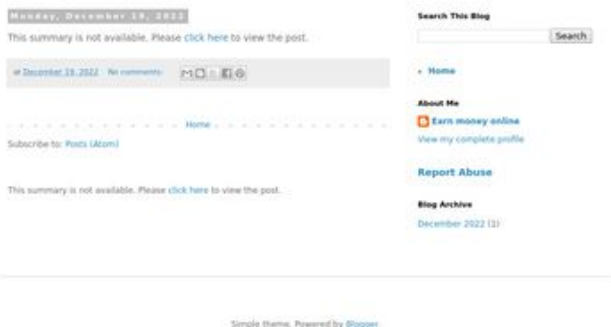 Monday, December 19, 2022
This summary is not available. Please click here to view the post.
at December 19, 2022 No comments:
Home
Subscribe to: Posts (Atom)
This summary is not available. Please click here to view the post.
Search This Blog
Search
Home
About Me
Earn money online
View my complete profile
Report Abuse
Blog Archive
December 2022 (1)
Simple theme. Powered by Blogger.